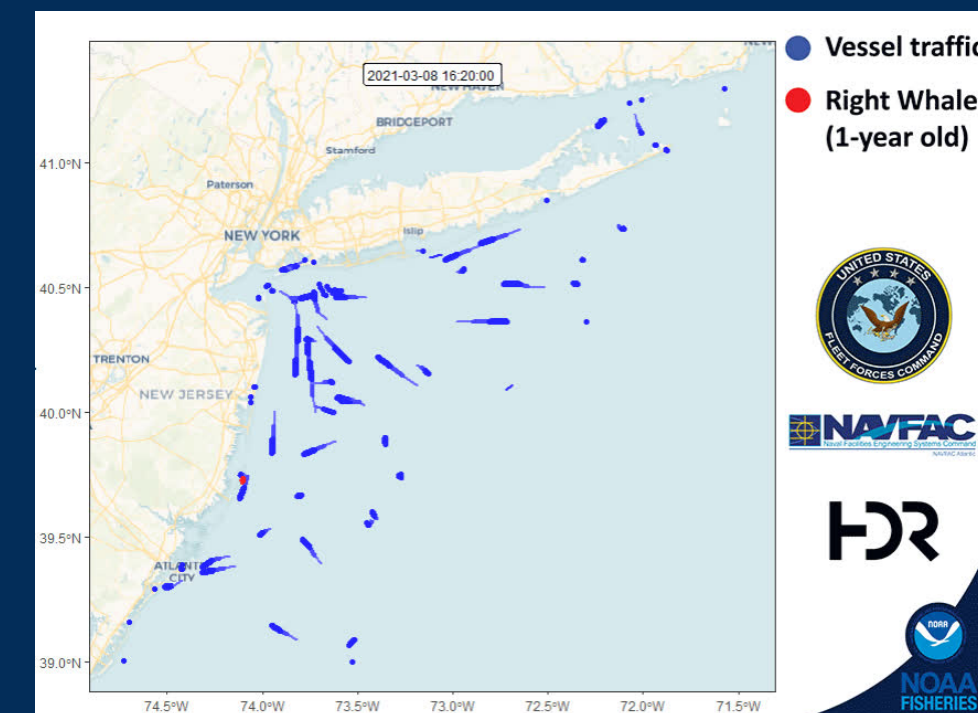 2021-03-08 16:20:00
NEW HAVEN
BRIDGEPORT
Stamford
Paterson
NEW YORK
Islip
TRENTON
NEW JERSEY
ATLANTIC
CITY
41.0°N
40.5°N
40.0°N
39.5°N
39.0°N
74.5°W
74.0°W
73.5°W
73.0°W
72.5°W
72.0°W
71.5°W
Vessel traffic
Right Whale
(1-year old)
UNITED STATES
FLEET FORCES COMMAND
NAVFAC
Naval Facilities Engineering Systems Command
NAVFAC Atlantic
HDR
NOAA
NOAA
FISHERIES